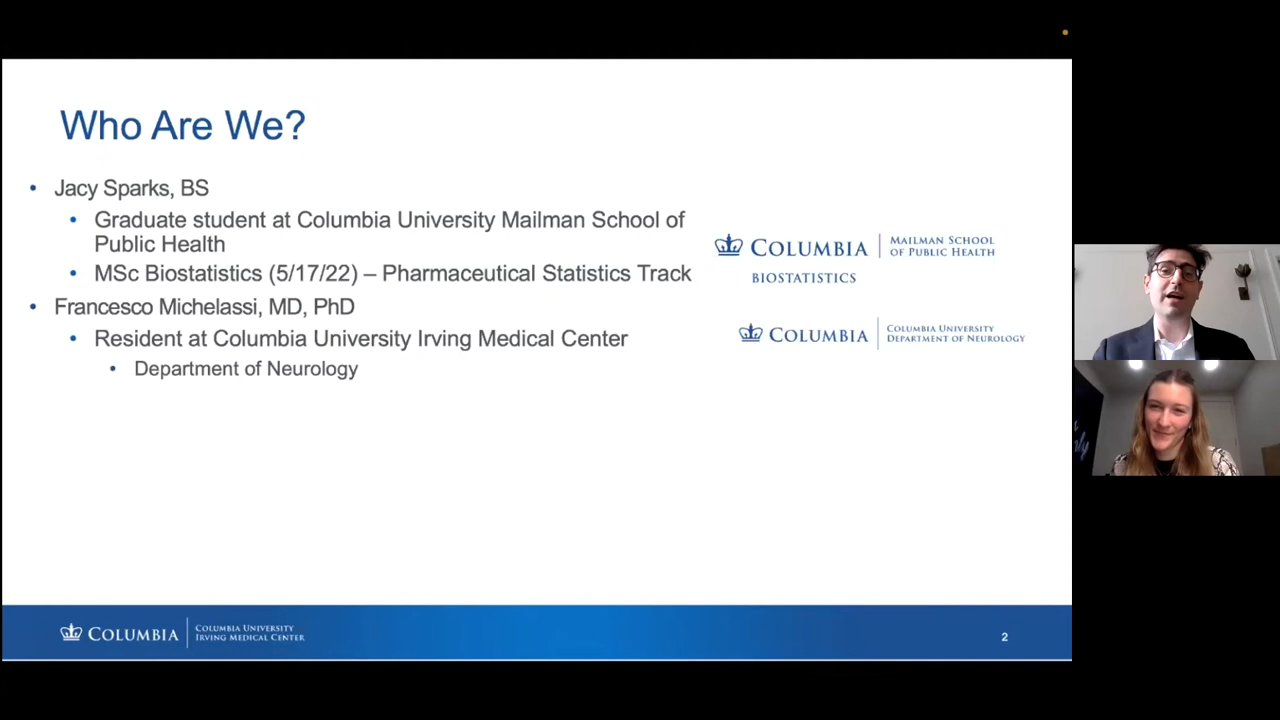 Who Are We?
• Jacy Sparks, BS
• Graduate student at Columbia University Mailman School of
Public Health
• MSc Biostatistics (5/17/22) – Pharmaceutical Statistics Track
• Francesco Michelassi, MD, PhD
• Resident at Columbia University Irving Medical Center
• Department of Neurology
COLUMBIA | MAILMAN SCHOOL
OF PUBLIC HEALTH
BIOSTATISTICS
COLUMBIA | COLUMBIA UNIVERSITY
DEPARTMENT OF NEUROLOGY
COLUMBIA | COLUMBIA UNIVERSITY
IRVING MEDICAL CENTER
2